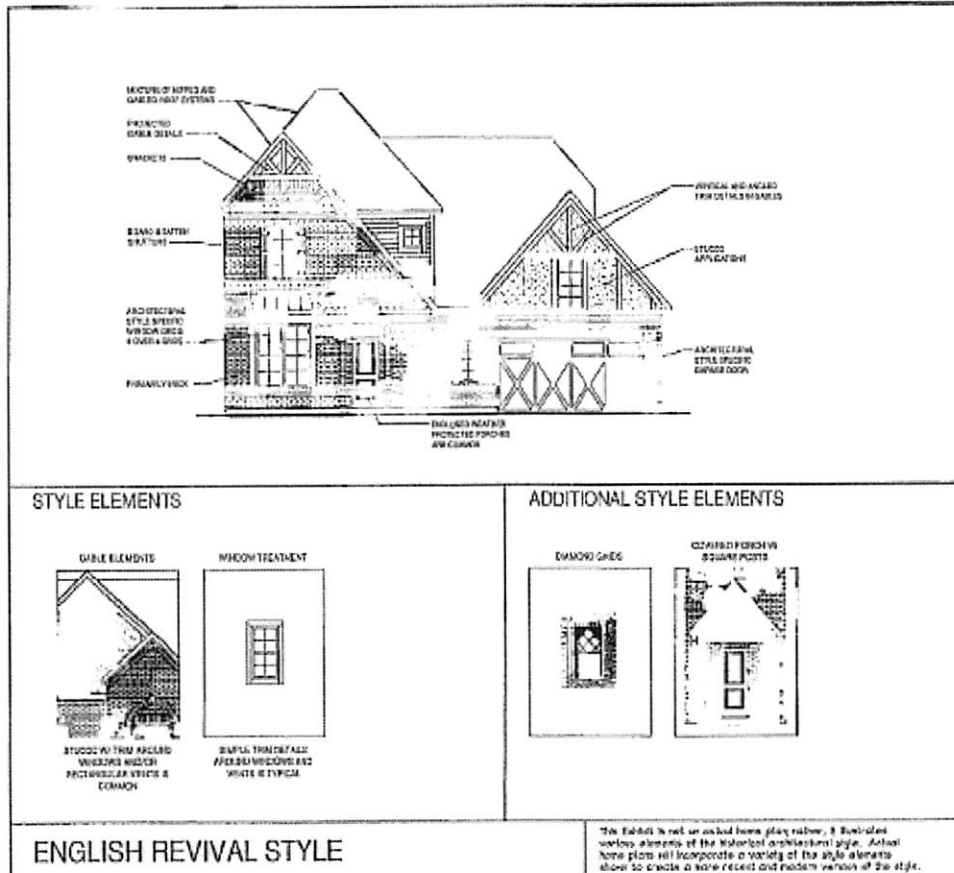 MIXTURE OF HIPPED AND
GABLED ROOF SYSTEMS
PROJECTED
GABLE DETAILS
BRACKETS
BOARD & BATTEN
SHUTTERS
ARCHITECTURAL
STYLE SPECIFIC
WINDOW GRIDS
4 OVER 4 GRIDS
PRIMARILY BRICK
ENCLOSED WEATHER
PROTECTED PORCHES
ARE COMMON
VERTICAL AND ANGLED
TRIM DETAILS IN GABLES
STUCCO
APPLICATIONS
ARCHITECTURAL
STYLE SPECIFIC
GARAGE DOOR
STYLE ELEMENTS
GABLE ELEMENTS
WINDOW TREATMENT
STUCCO W/ TRIM AROUND
WINDOWS AND/OR
RECTANGULAR VENTS IS
COMMON
SIMPLE TRIM DETAILS
AROUND WINDOWS AND
VENTS IS TYPICAL
ADDITIONAL STYLE ELEMENTS
DIAMOND GRIDS
COVERED PORCH W/
SQUARE POSTS
ENGLISH REVIVAL STYLE
This Exhibit is not an actual home plan; rather, it illustrates
various elements of the historical architectural style. Actual
home plans will incorporate a variety of the style elements
shown to create a more recent and modern version of the style.